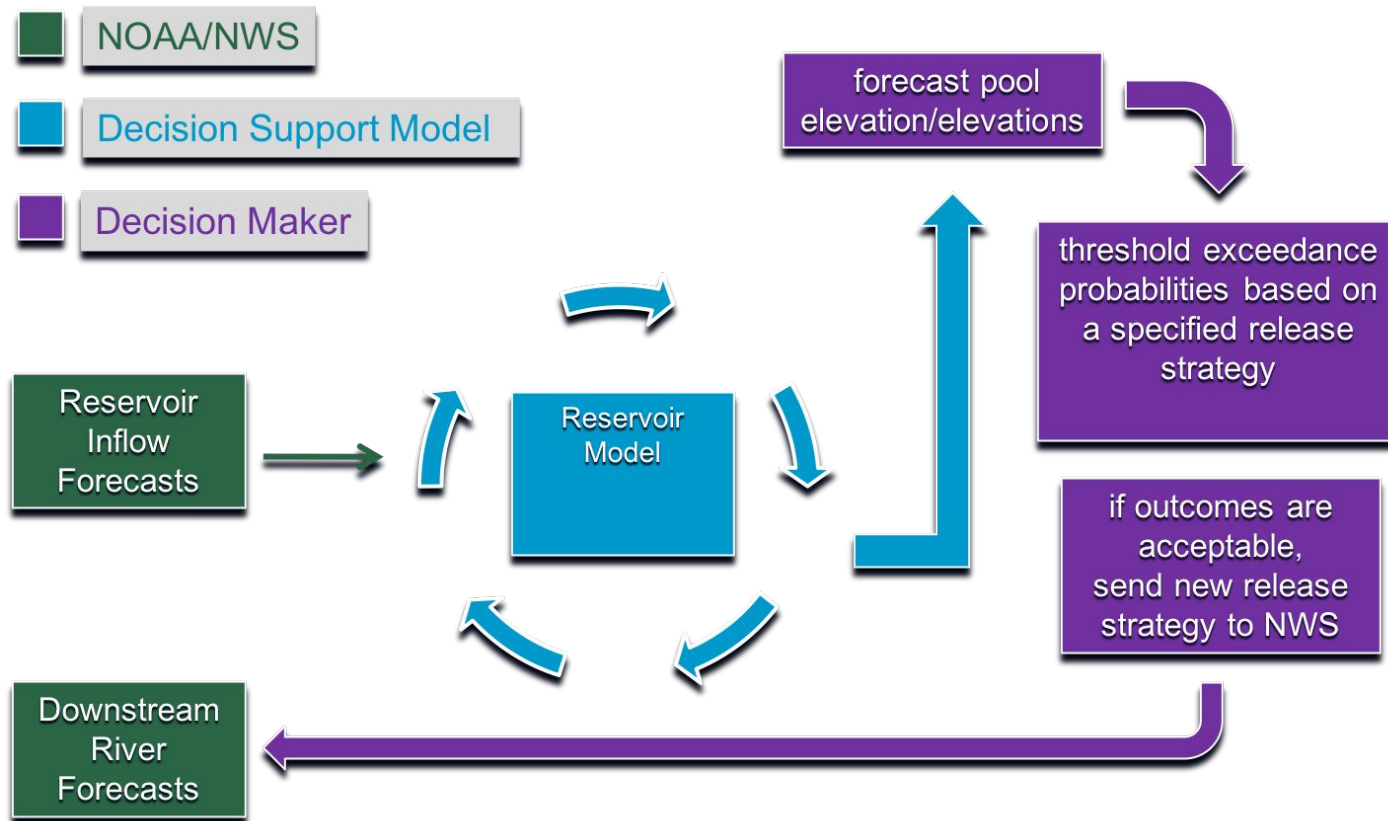 NOAA/NWS
Decision Support Model
Decision Maker
forecast pool
elevation/elevations
threshold exceedance
probabilities based on
a specified release
strategy
Reservoir
Inflow
Forecasts
Reservoir
Model
if outcomes are
acceptable,
send new release
strategy to NWS
Downstream
River
Forecasts